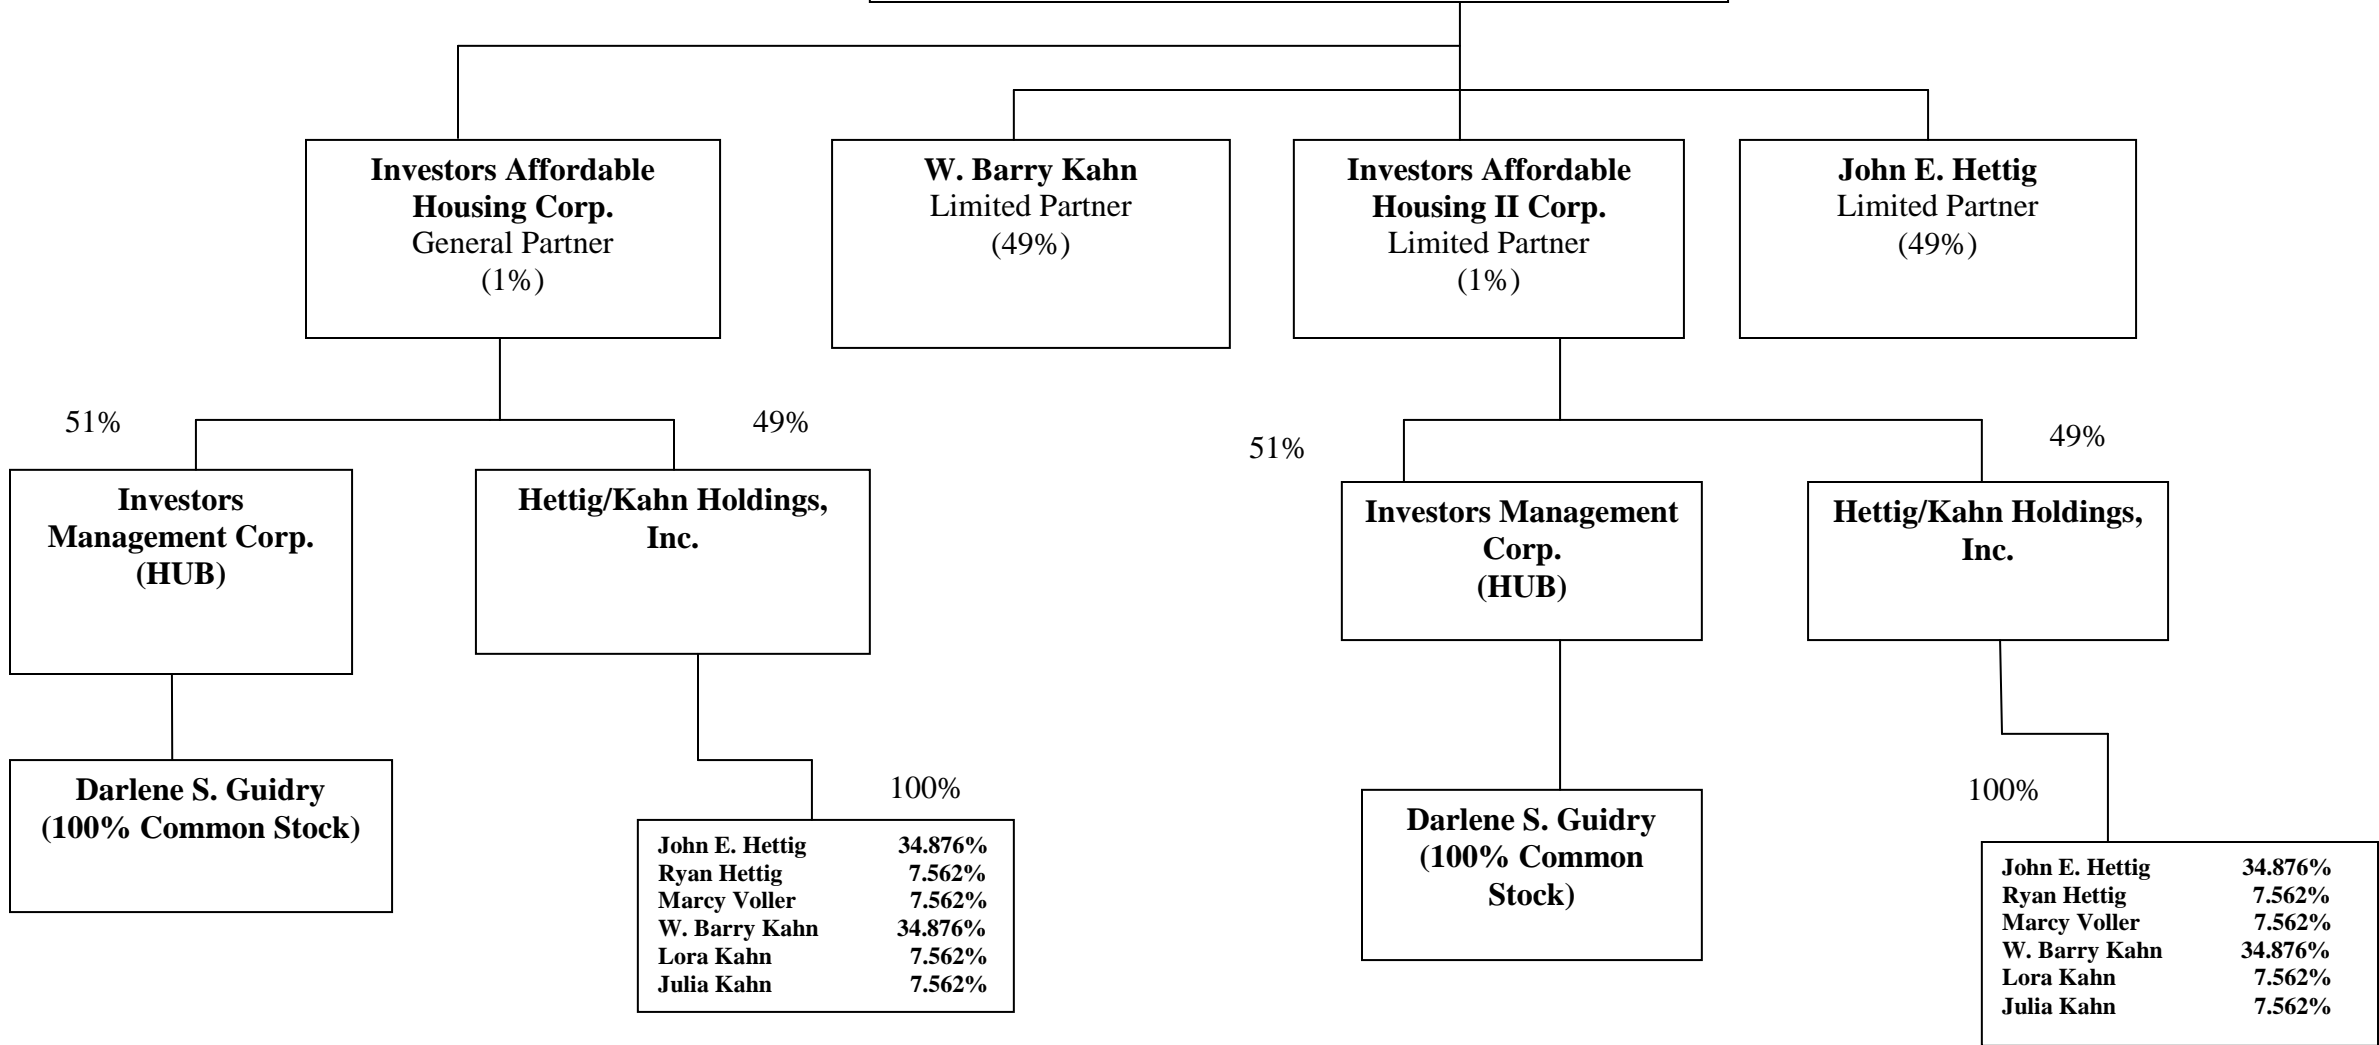 Investors Affordable
Housing Corp.
General Partner
(1%)
W. Barry Kahn
Limited Partner
(49%)
Investors Affordable
Housing II Corp.
Limited Partner
(1%)
John E. Hettig
Limited Partner
(49%)
51%
49%
51%
49%
Investors
Management Corp.
(HUB)
Hettig/Kahn Holdings,
Inc.
Investors Management
Corp.
(HUB)
Hettig/Kahn Holdings,
Inc.
Darlene S. Guidry
(100% Common Stock)
100%
John E. Hettig 34.876%
Ryan Hettig 7.562%
Marcy Voller 7.562%
W. Barry Kahn 34.876%
Lora Kahn 7.562%
Julia Kahn 7.562%
Darlene S. Guidry
(100% Common
Stock)
100%
John E. Hettig 34.876%
Ryan Hettig 7.562%
Marcy Voller 7.562%
W. Barry Kahn 34.876%
Lora Kahn 7.562%
Julia Kahn 7.562%